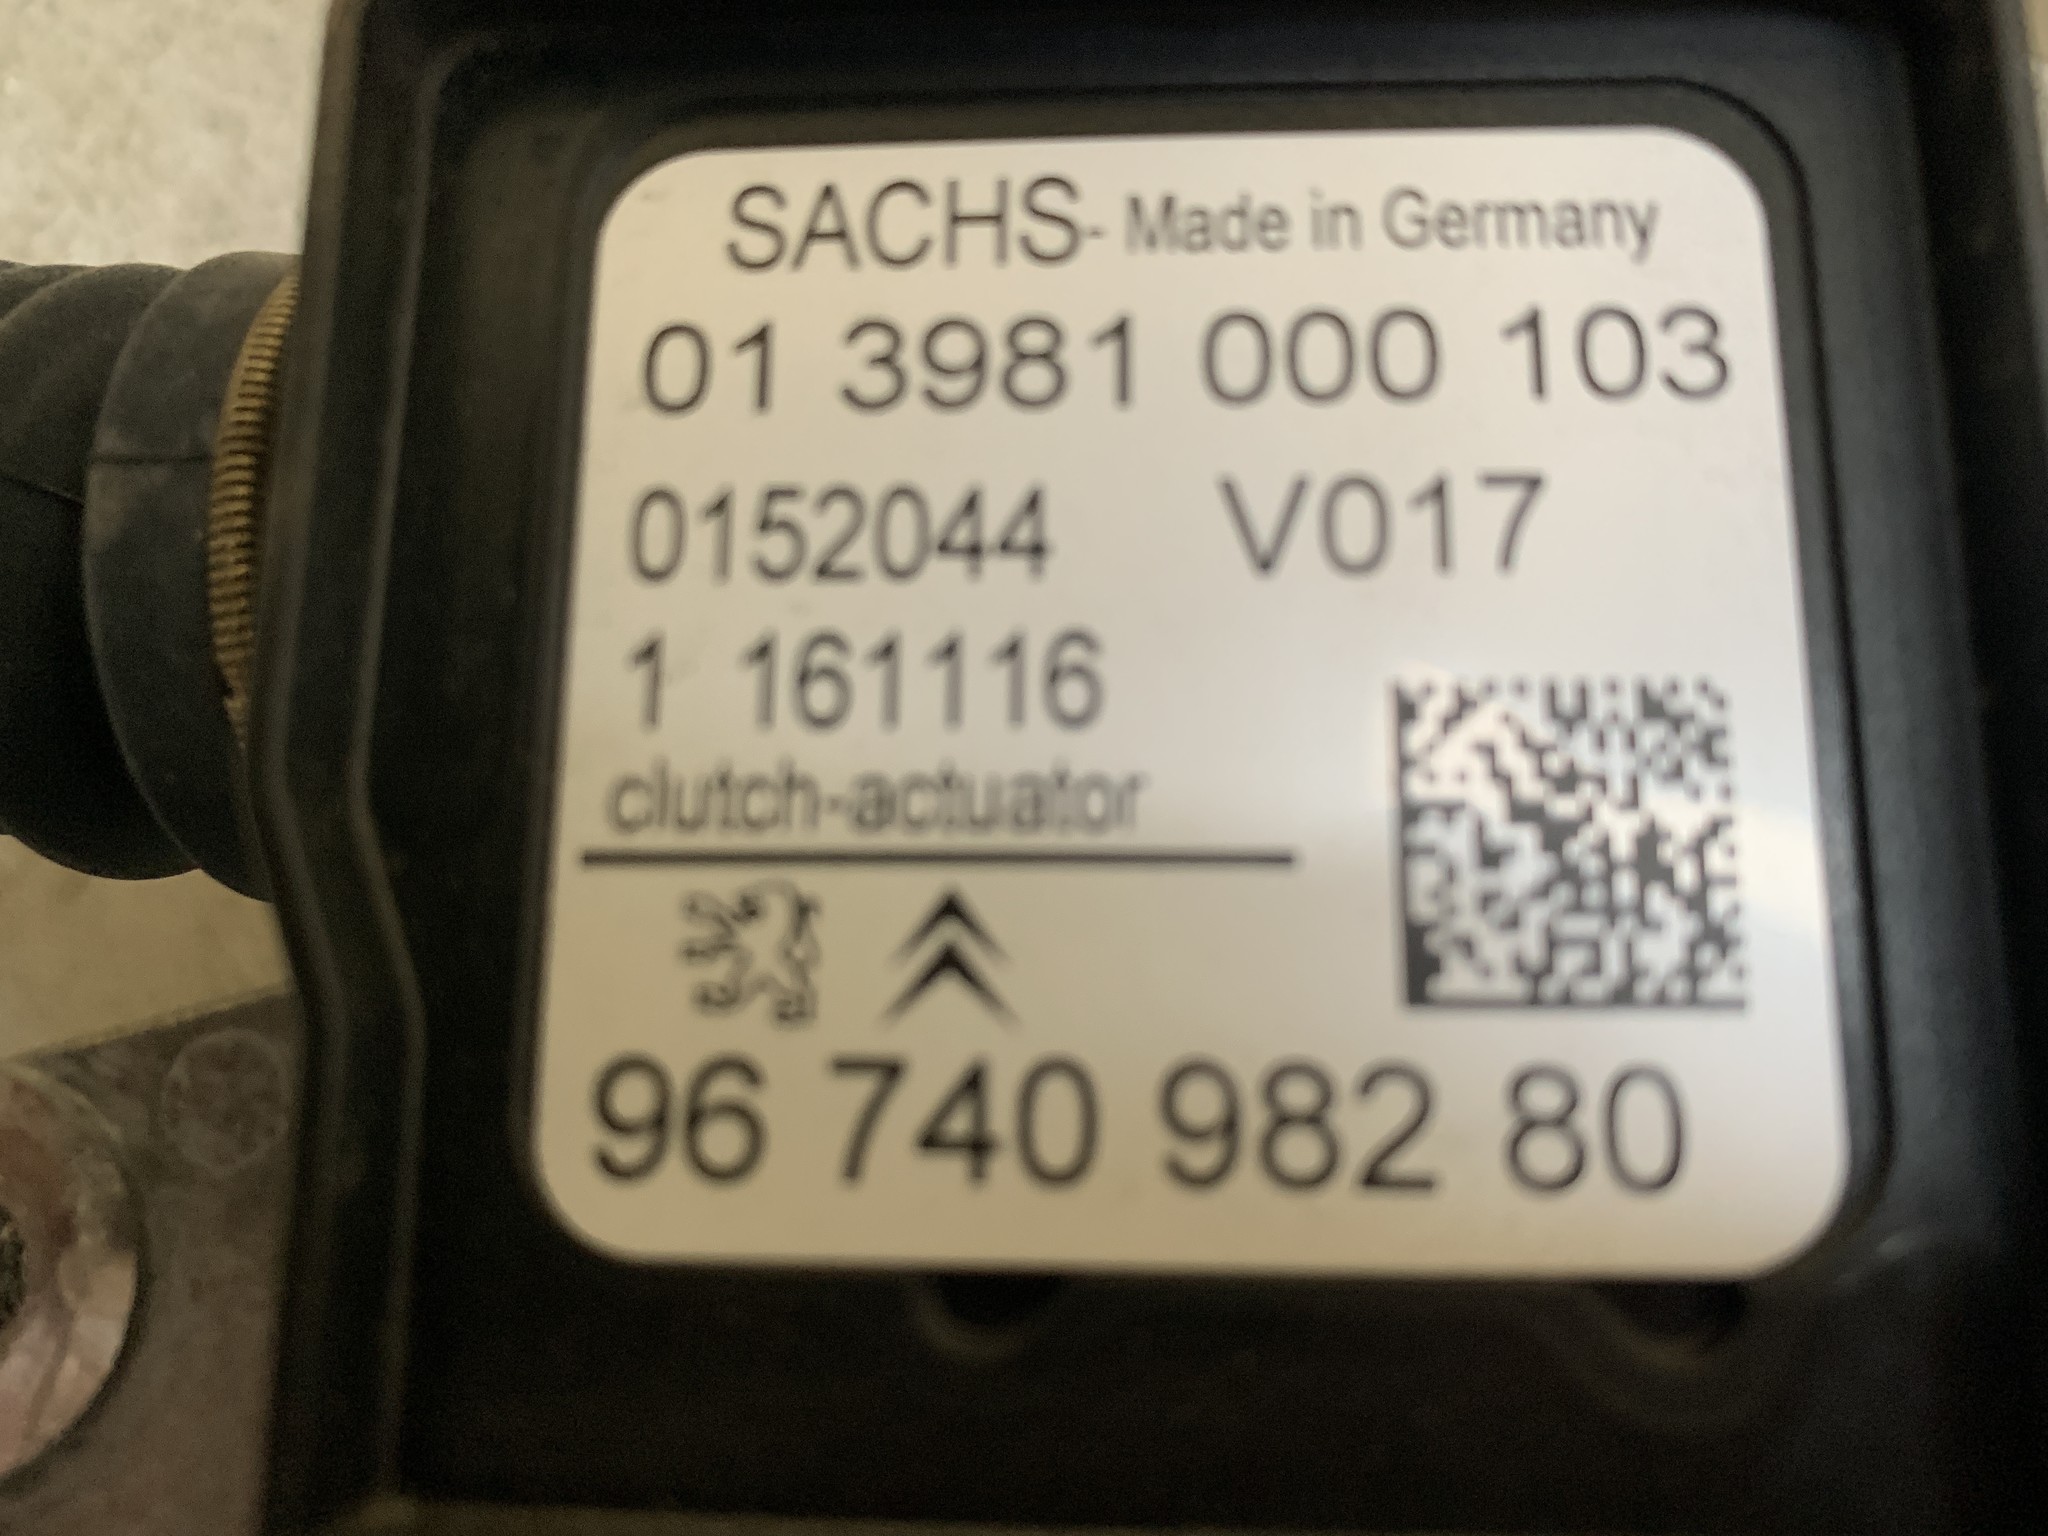 SACHS- Made in Germany
01 3981 000 103
0152044 V017
1 161116
clutch-actuator
96 740 982 80